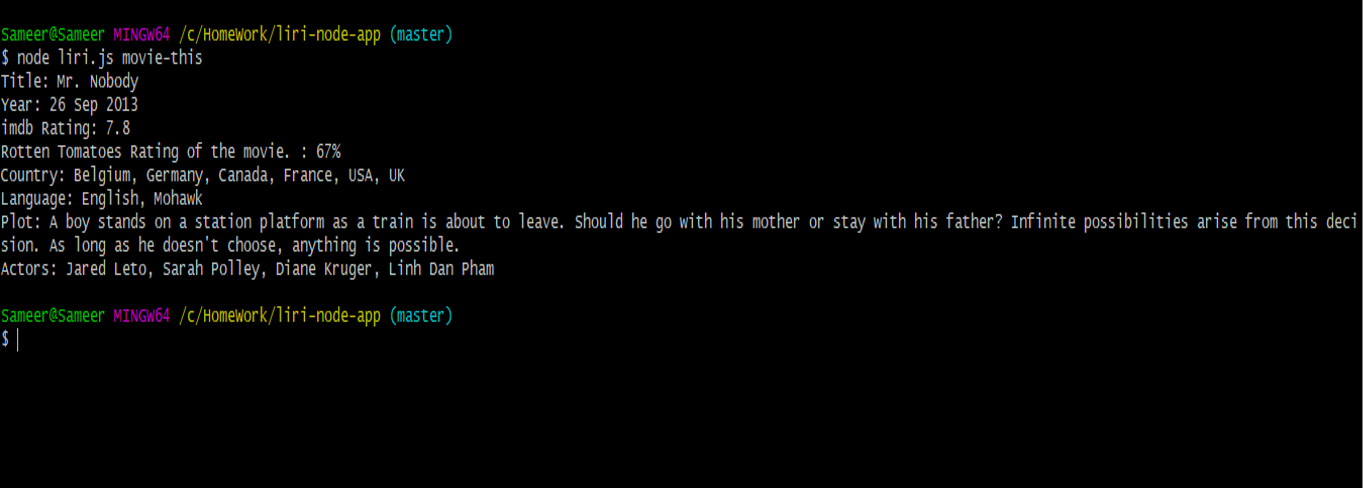 Sameer@Sameer MINGW64 /c/HomeWork/liri-node-app (master)
$ node liri.js movie-this
Title: Mr. Nobody
Year: 26 Sep 2013
imdb Rating: 7.8
Rotten Tomatoes Rating of the movie. : 67%
Country: Belgium, Germany, Canada, France, USA, UK
Language: English, Mohawk
Plot: A boy stands on a station platform as a train is about to leave. Should he go with his mother or stay with his father? Infinite possibilities arise from this deci
sion. As long as he doesn't choose, anything is possible.
Actors: Jared Leto, Sarah Polley, Diane Kruger, Linh Dan Pham
Sameer@Sameer MINGW64 /c/HomeWork/liri-node-app (master)
$